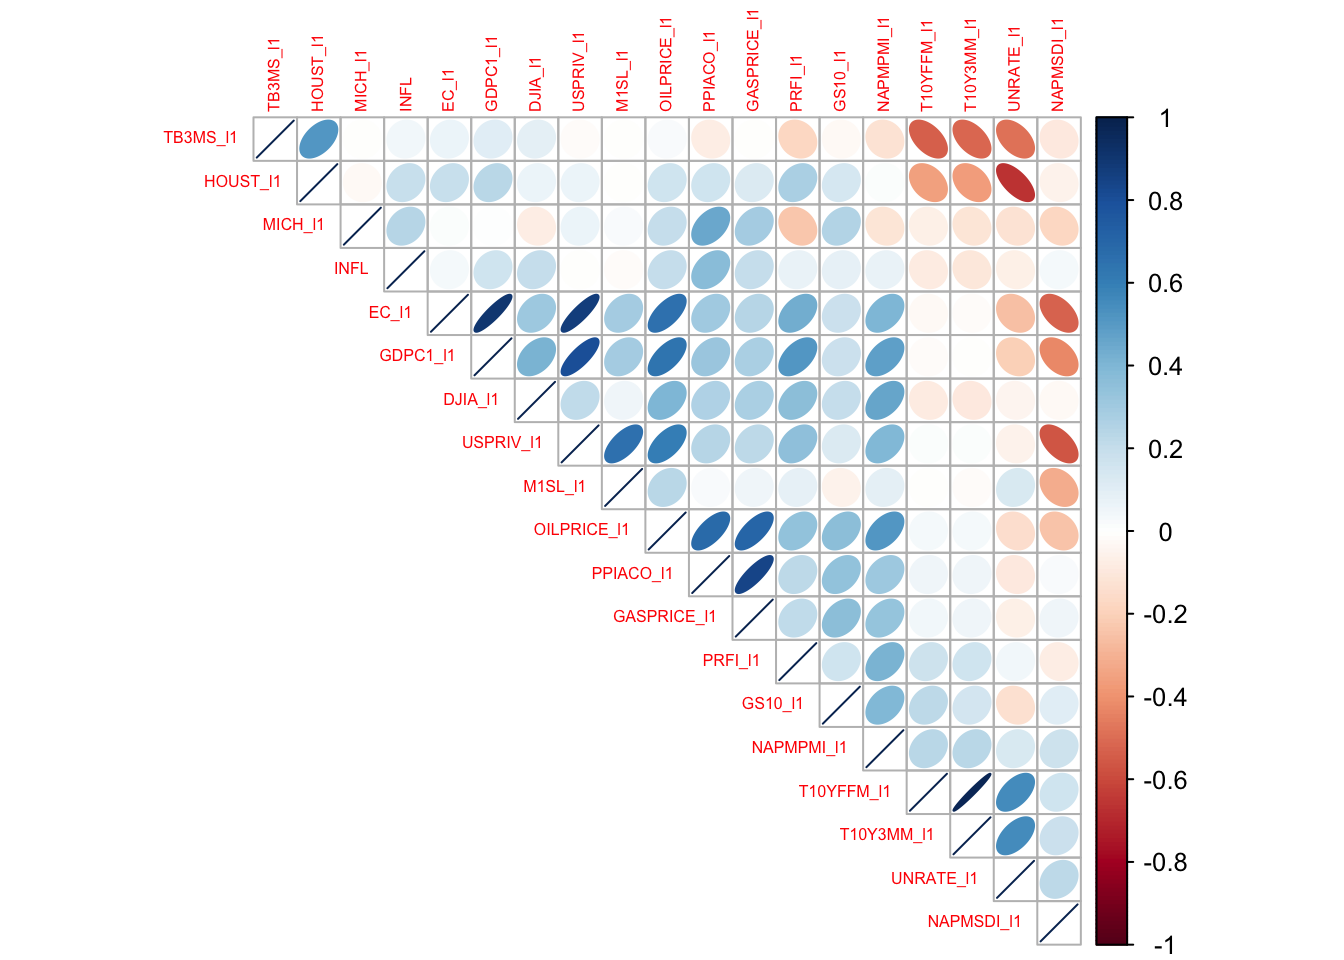 TB3MS_l1
HOUST_l1
MICH_l1
INFL
EC_l1
GDPC1_l1
DJIA_l1
USPRIV_l1
M1SL_l1
OILPRICE_l1
PPIACO_l1
GASPRICE_l1
PRFI_l1
GS10_l1
NAPMPMI_l1
T10YFFM_l1
T10Y3MM_l1
UNRATE_l1
NAPMSDI_l1
TB3MS_l1
HOUST_l1
MICH_l1
INFL
EC_l1
GDPC1_l1
DJIA_l1
USPRIV_l1
M1SL_l1
OILPRICE_l1
PPIACO_l1
GASPRICE_l1
PRFI_l1
GS10_l1
NAPMPMI_l1
T10YFFM_l1
T10Y3MM_l1
UNRATE_l1
NAPMSDI_l1
1
0.8
0.6
0.4
0.2
0
-0.2
-0.4
-0.6
-0.8
-1